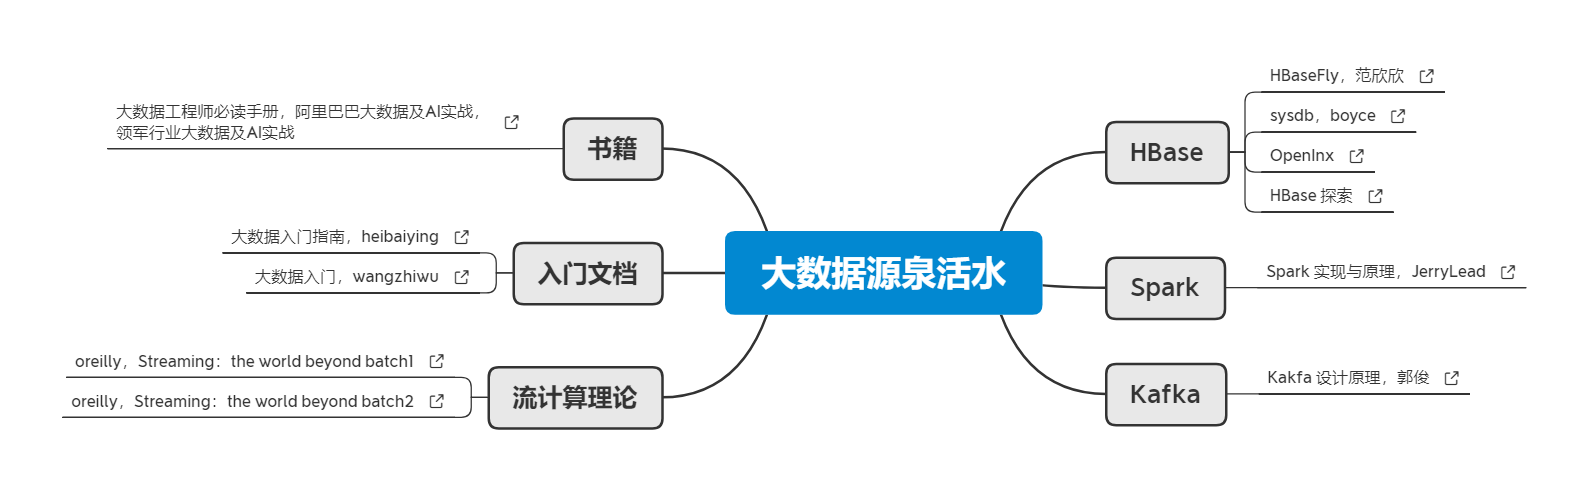 大数据源泉活水
书籍
大数据工程师必读手册，阿里巴巴大数据及AI实战，
领军行业大数据及AI实战
入门文档
大数据入门指南，heibaiying
大数据入门，wangzhiwu
流计算理论
oreilly，Streaming：the world beyond batch1
oreilly，Streaming：the world beyond batch2
HBase
HBaseFly，范欣欣
sysdb，boyce
OpenInx
HBase 探索
Spark
Spark 实现与原理，JerryLead
Kafka
Kakfa 设计原理，郭俊